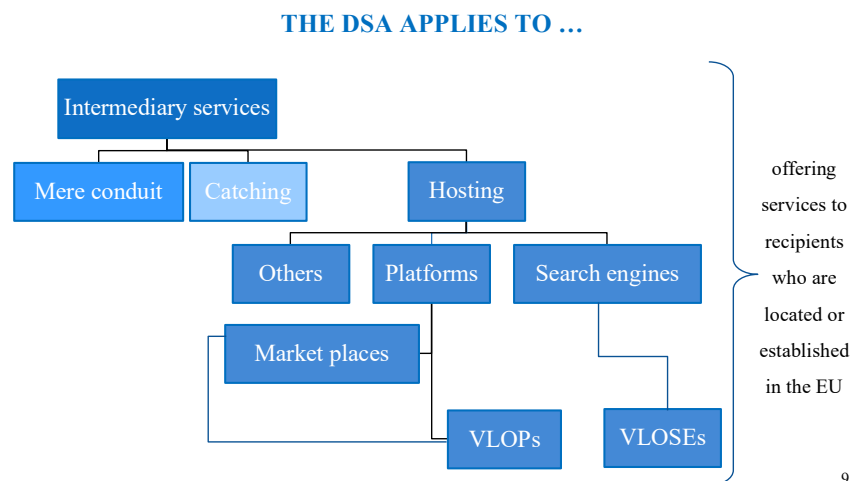 THE DSA APPLIES TO …
Intermediary services
Mere conduit
Catching
Hosting
Others
Platforms
Search engines
Market places
VLOPs
VLOSEs
offering
services to
recipients
who are
located or
established
in the EU
9